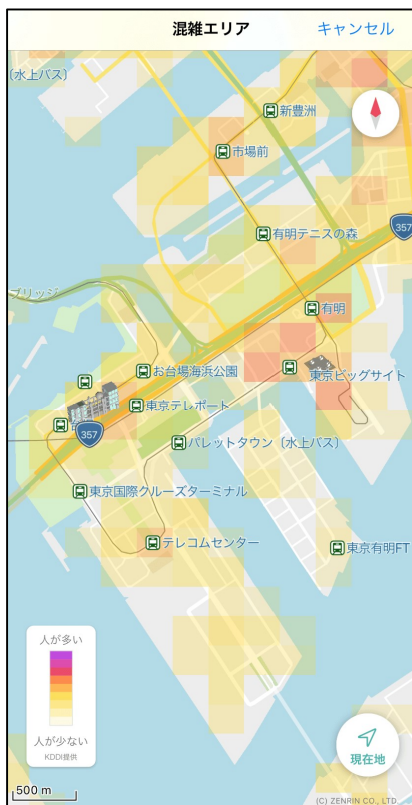 混雑エリア
キャンセル
(水上バス)
新豊洲
市場前
有明テニスの森
357
ブリッジ
有明
お台場海浜公園
東京ビッグサイト
東京テレポート
357
パレットタウン〔水上バス〕
東京国際クルーズターミナル
テレコムセンター
東京有明FT
人が多い
人が少ない
KDDI提供
現在地
500 m
(C) ZENRIN CO., LTD.